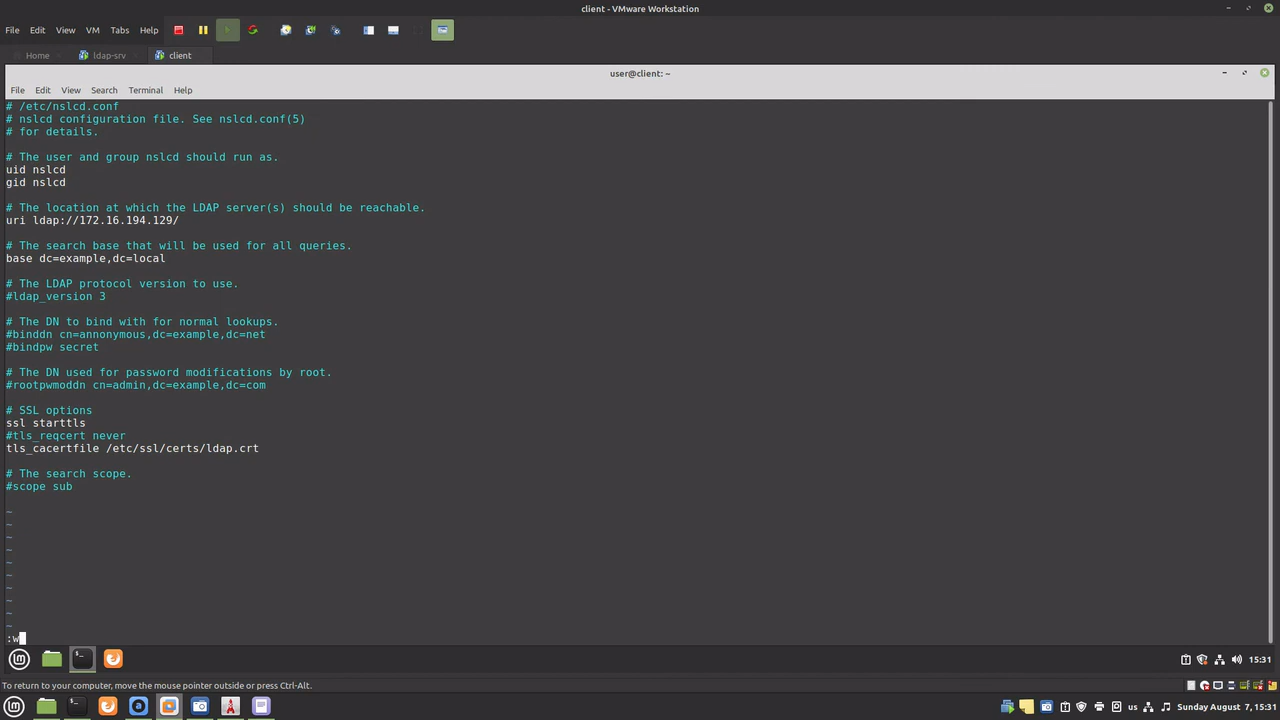 client - VMware Workstation
File Edit View VM Tabs Help
Home ldap-srv client
user@client: ~
File Edit View Search Terminal Help
# /etc/nslcd.conf
# nslcd configuration file. See nslcd.conf(5)
# for details.
# The user and group nslcd should run as.
uid nslcd
gid nslcd
# The location at which the LDAP server(s) should be reachable.
uri ldap://172.16.194.129/
# The search base that will be used for all queries.
base dc=example,dc=local
# The LDAP protocol version to use.
#ldap_version 3
# The DN to bind with for normal lookups.
#binddn cn=annonymous,dc=example,dc=net
#bindpw secret
# The DN used for password modifications by root.
#rootpwmoddn cn=admin,dc=example,dc=com
# SSL options
ssl starttls
#tls_reqcert never
tls_cacertfile /etc/ssl/certs/ldap.crt
# The search scope.
#scope sub
~
~
~
~
~
~
~
~
~
~
:w
15:31
To return to your computer, move the mouse pointer outside or press Ctrl-Alt.
us Sunday August 7, 15:31